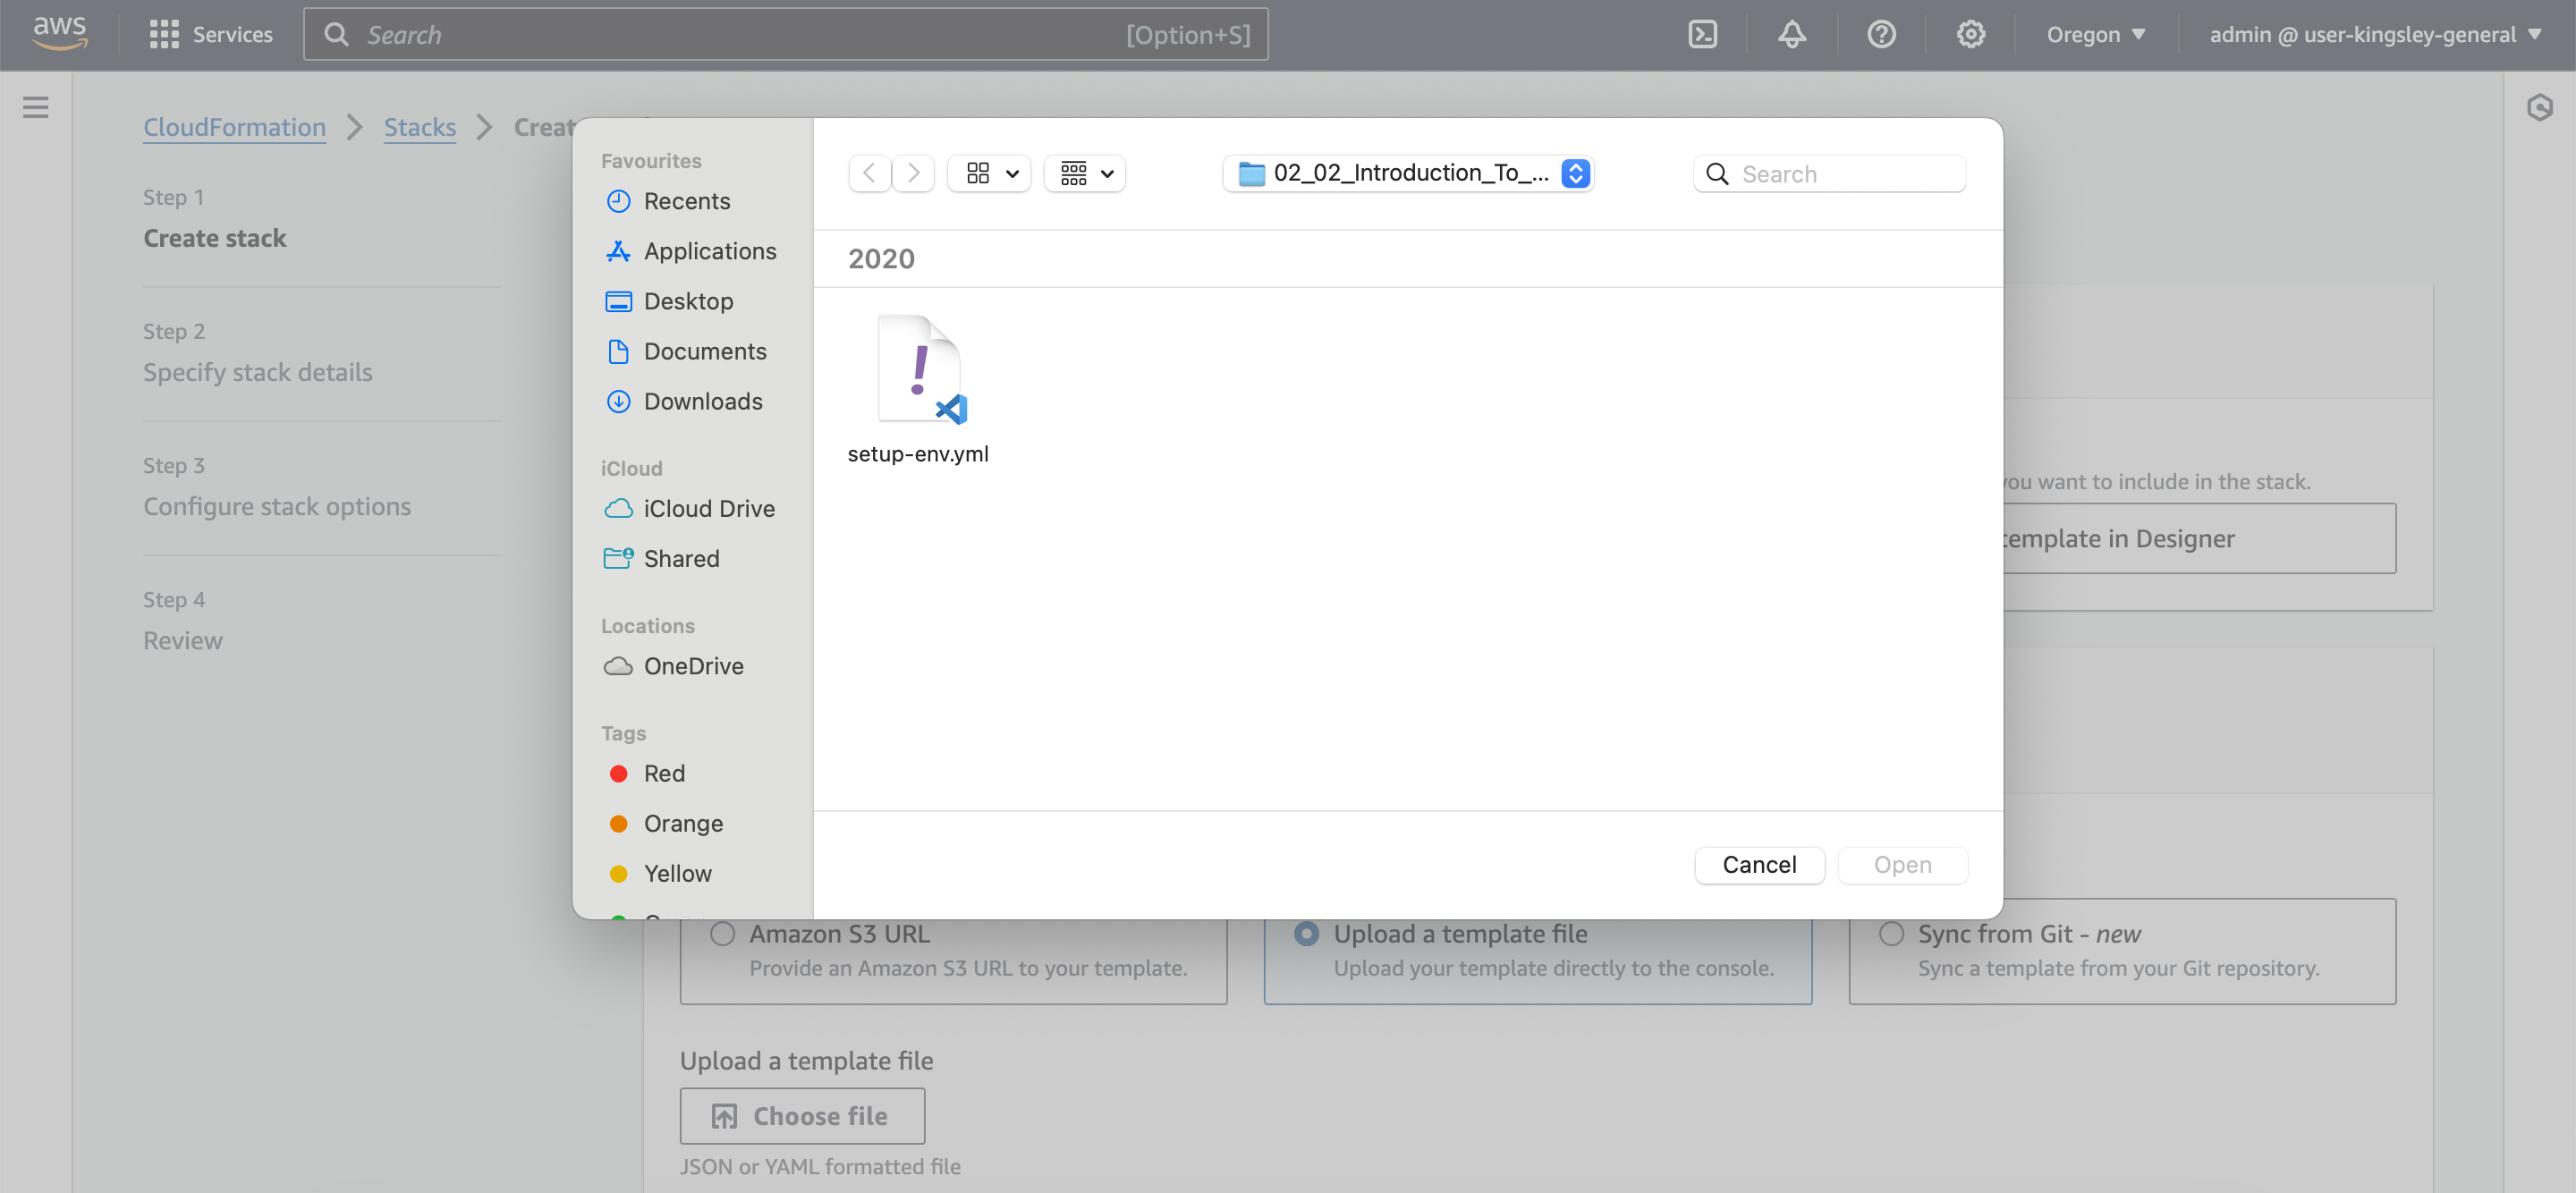 aws
Services
Search
[Option+S]
Oregon
admin @ user-kingsley-general
CloudFormation
Stacks
Creat
Step 1
Create stack
Step 2
Specify stack details
Step 3
Configure stack options
Step 4
Review
Favourites
Recents
Applications
Desktop
Documents
Downloads
iCloud
iCloud Drive
Shared
Locations
OneDrive
Tags
Red
Orange
Yellow
02_02_Introduction_To_...
Search
2020
setup-env.yml
Cancel
Open
you want to include in the stack.
template in Designer
Amazon S3 URL
Provide an Amazon S3 URL to your template.
Upload a template file
Upload your template directly to the console.
Sync from Git - new
Sync a template from your Git repository.
Upload a template file
Choose file
JSON or YAML formatted file